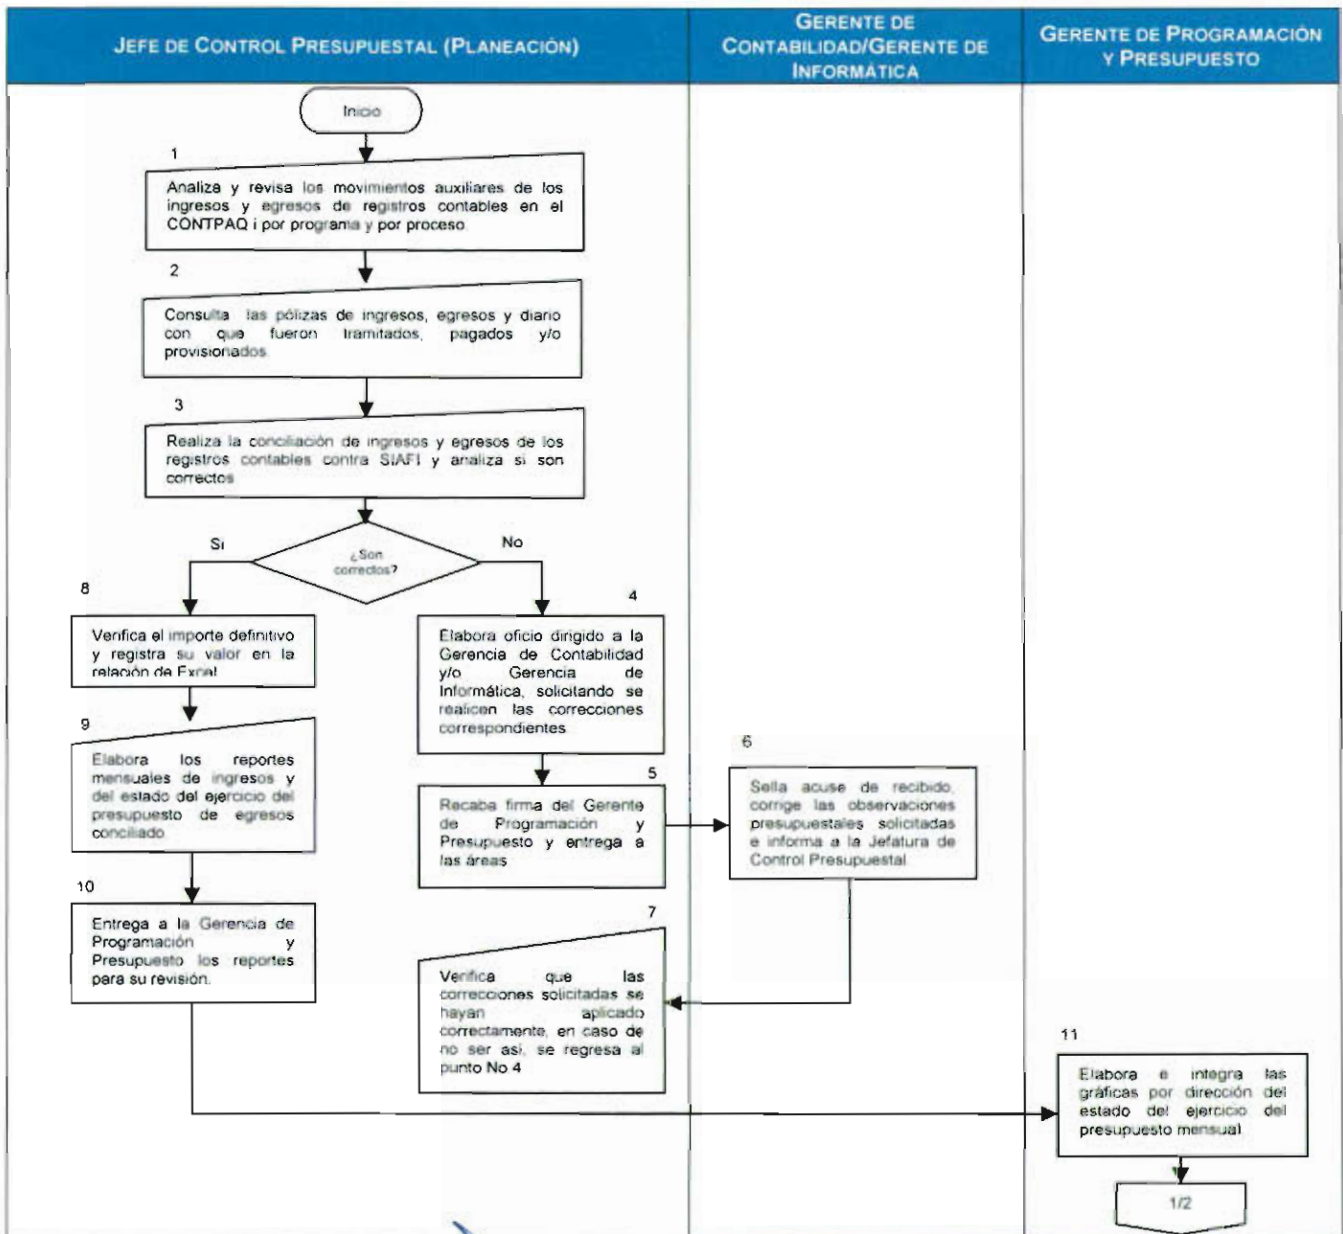 JEFE DE CONTROL PRESUPUESTAL (PLANEACIÓN)
GERENTE DE
CONTABILIDAD/GERENTE DE
INFORMÁTICA
GERENTE DE PROGRAMACIÓN
Y PRESUPUESTO
Inicio
1
Analiza y revisa los movimientos auxiliares de los
ingresos y egresos de registros contables en el
CONTPAQ i por programa y por proceso
2
Consulta las pólizas de ingresos, egresos y diario
con que fueron tramitados, pagados y/o
provisionados
3
Realiza la conciliación de ingresos y egresos de los
registros contables contra SIAFI y analiza si son
correctos
¿Son
correctos?
Si
No
8
Verifica el importe definitivo
y registra su valor en la
relación de Excel
9
Elabora los reportes
mensuales de ingresos y
del estado del ejercicio del
presupuesto de egresos
conciliado
10
Entrega a la Gerencia de
Programación y
Presupuesto los reportes
para su revisión.
4
Elabora oficio dirigido a la
Gerencia de Contabilidad
y/o Gerencia de
Informática, solicitando se
realicen las correcciones
correspondientes
5
Recaba firma del Gerente
de Programación y
Presupuesto y entrega a
las áreas
6
Sella acuse de recibido,
corrige las observaciones
presupuestales solicitadas
e informa a la Jefatura de
Control Presupuestal
7
Verifica que las
correcciones solicitadas se
hayan aplicado
correctamente, en caso de
no ser así, se regresa al
punto No 4
11
Elabora e integra las
gráficas por dirección del
estado del ejercicio del
presupuesto mensual
1/2